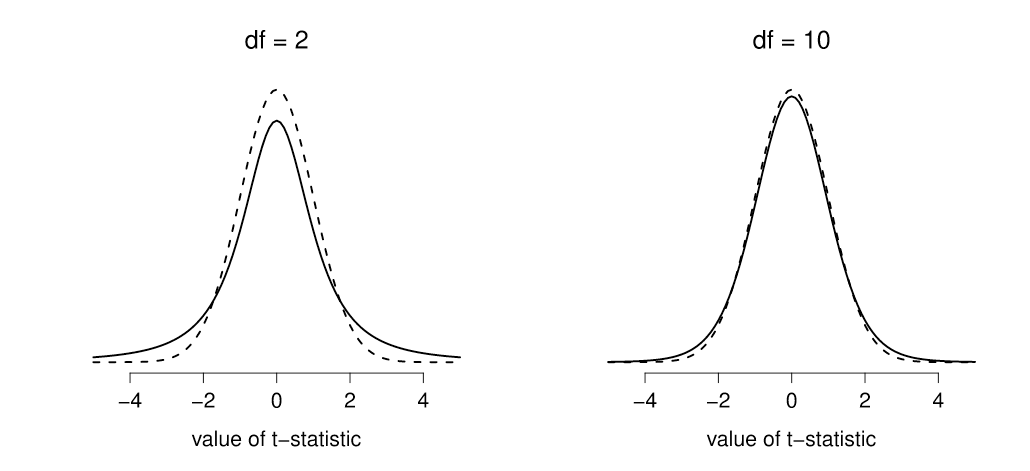 df = 2
−4 −2 0 2 4
value of t−statistic
df = 10
−4 −2 0 2 4
value of t−statistic